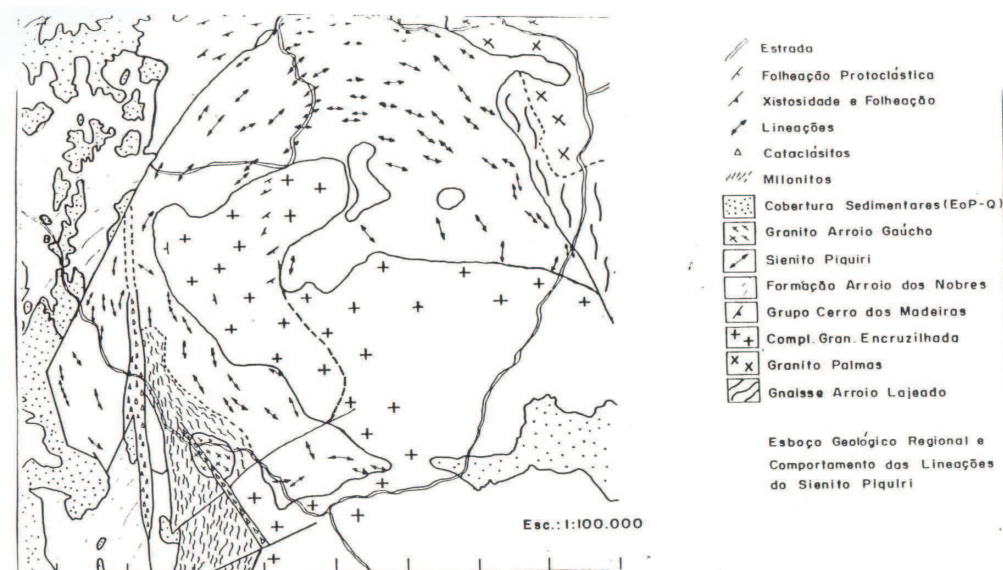 Estrada
Folheação Protoclástica
Xistosidade e Folheação
Lineações
Cataclásitos
Milonitos
Cobertura Sedimentares (EoP-Q)
Granito Arroio Gaúcho
Sienito Piquiri
Formação Arroio dos Nobres
Grupo Cerro dos Madeiras
Compl. Gran. Encruzilhada
Granito Palmas
Gnaisse Arroio Lajeado
Esboço Geológico Regional e
Comportamento das Lineações
do Sienito Piquiri
Esc.: 1:100.000
B